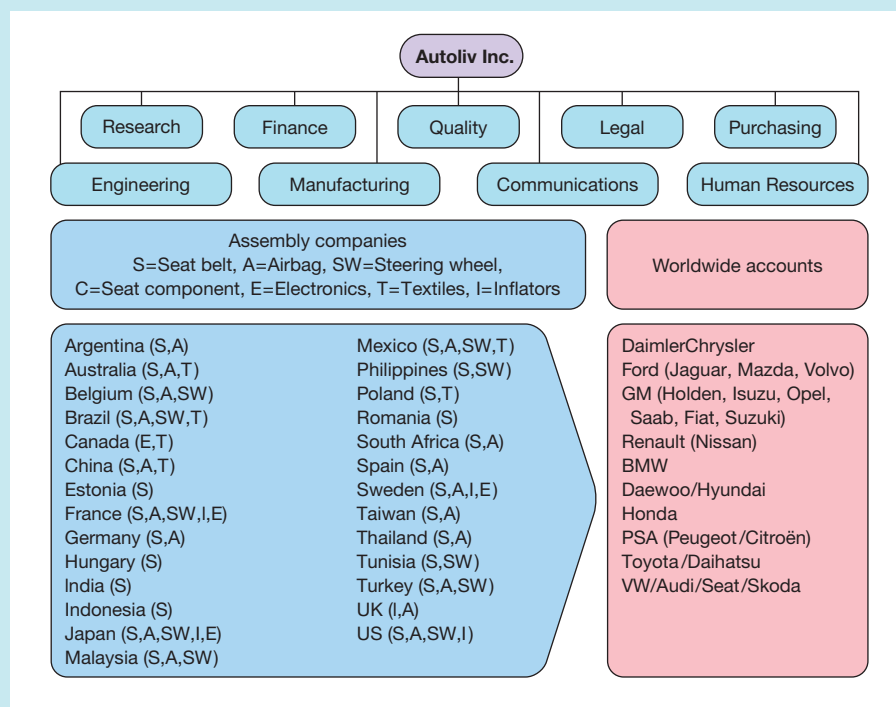 Autoliv Inc.
Research
Finance
Quality
Legal
Purchasing
Engineering
Manufacturing
Communications
Human Resources
Assembly companies
S=Seat belt, A=Airbag, SW=Steering wheel,
C=Seat component, E=Electronics, T=Textiles, I=Inflators
Worldwide accounts
Argentina (S,A)
Australia (S,A,T)
Belgium (S,A,SW)
Brazil (S,A,SW,T)
Canada (E,T)
China (S,A,T)
Estonia (S)
France (S,A,SW,I,E)
Germany (S,A)
Hungary (S)
India (S)
Indonesia (S)
Japan (S,A,SW,I,E)
Malaysia (S,A,SW)
Mexico (S,A,SW,T)
Philippines (S,SW)
Poland (S,T)
Romania (S)
South Africa (S,A)
Spain (S,A)
Sweden (S,A,I,E)
Taiwan (S,A)
Thailand (S,A)
Tunisia (S,SW)
Turkey (S,A,SW)
UK (I,A)
US (S,A,SW,I)
DaimlerChrysler
Ford (Jaguar, Mazda, Volvo)
GM (Holden, Isuzu, Opel,
Saab, Fiat, Suzuki)
Renault (Nissan)
BMW
Daewoo/Hyundai
Honda
PSA (Peugeot/Citroën)
Toyota/Daihatsu
VW/Audi/Seat/Skoda